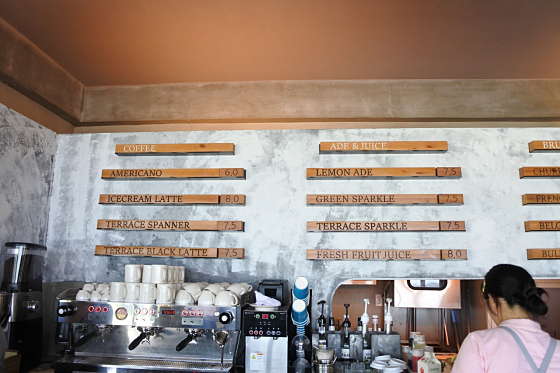 COFFEE
AMERICANO 6,0
ICECREAM LATTE 8,0
TERRACE SPANNER 7,5
TERRACE BLACK LATTE 7,5
ADE & JUICE
LEMON ADE 7,5
GREEN SPARKLE 7,5
TERRACE SPARKLE 7,5
FRESH FRUIT JUICE 8,0
BRU
CHU
FREN
BEL
BUL